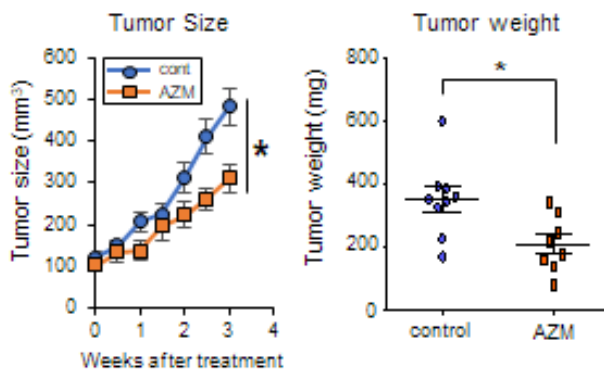 Tumor Size
Tumor size (mm³)
600
500
400
300
200
100
0
cont
AZM
*
0 1 2 3 4
Weeks after treatment
Tumor weight
Tumor weight (mg)
800
600
400
200
0
*
control AZM